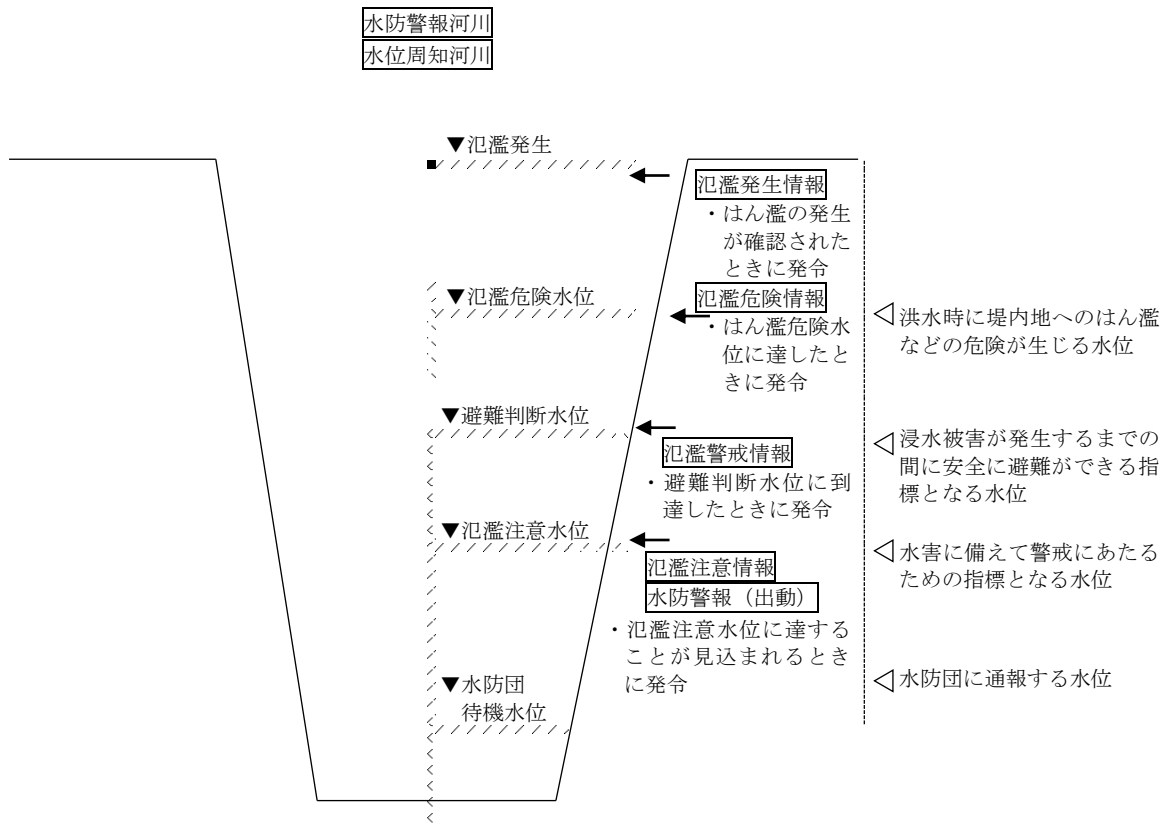 水防警報河川
水位周知河川
▼氾濫発生
氾濫発生情報
・はん濫の発生
が確認された
ときに発令
▼氾濫危険水位
氾濫危険情報
・はん濫危険水
位に達したと
きに発令
洪水時に堤内地へのはん濫
などの危険が生じる水位
▼避難判断水位
氾濫警戒情報
・避難判断水位に到
達したときに発令
浸水被害が発生するまでの
間に安全に避難ができる指
標となる水位
▼氾濫注意水位
氾濫注意情報
水防警報（出動）
・氾濫注意水位に達する
ことが見込まれるとき
に発令
水害に備えて警戒にあたる
ための指標となる水位
▼水防団
待機水位
水防団に通報する水位